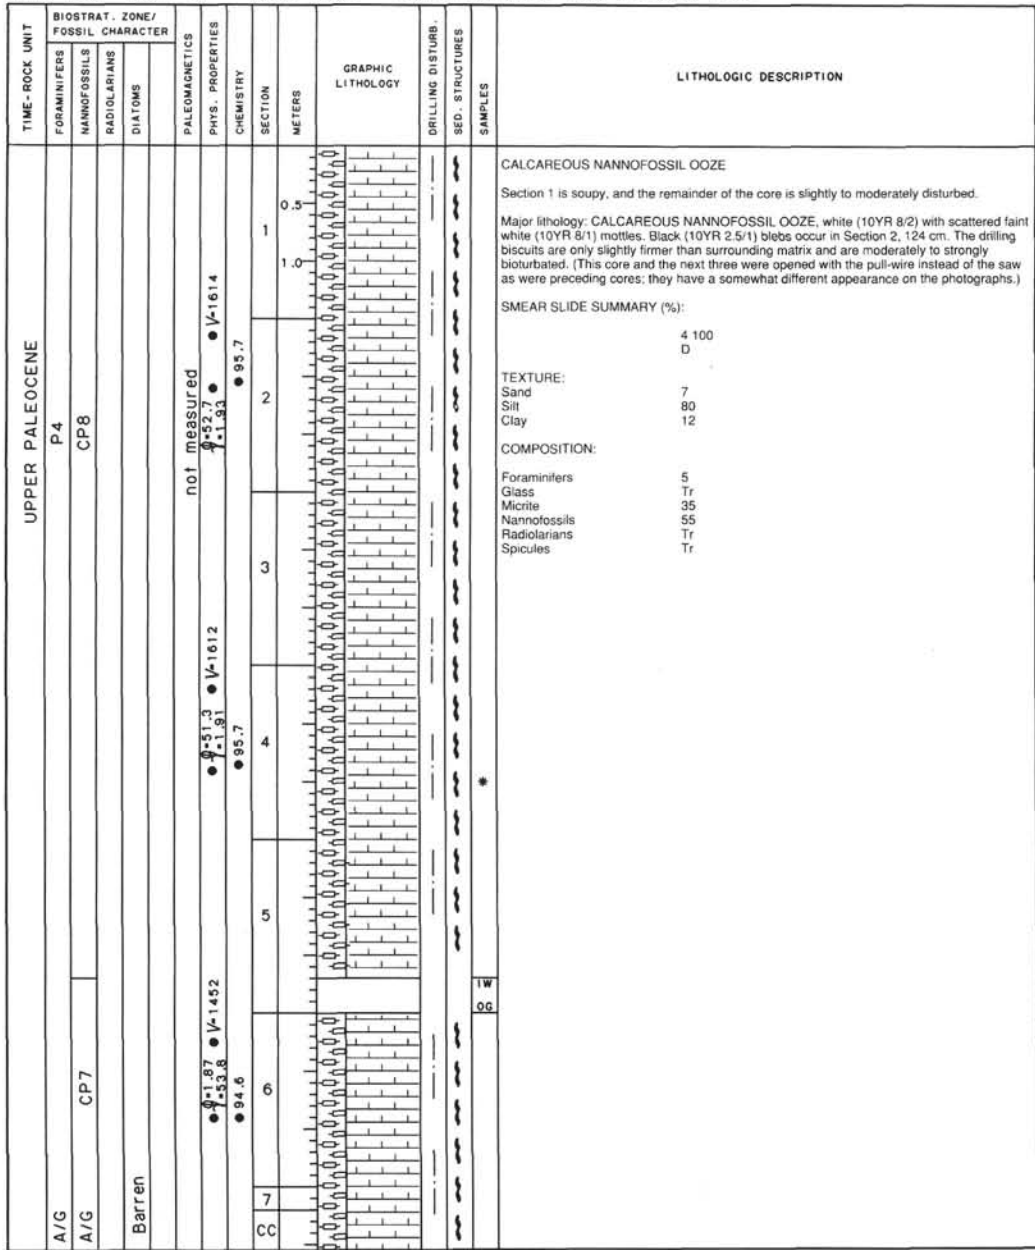 TIME-ROCK UNIT
BIOSTRAT. ZONE/
FOSSIL CHARACTER
FORAMINIFERS
NANNOFOSSILS
RADIOLARIANS
DIATOMS
PALEOMAGNETICS
PHYS. PROPERTIES
CHEMISTRY
SECTION
METERS
GRAPHIC
LITHOLOGY
DRILLING DISTURB.
SED. STRUCTURES
SAMPLES
LITHOLOGIC DESCRIPTION
UPPER PALEOCENE
P4
A/G
CP8
CP7
A/G
Barren
not measured
V-1614
φ=52.7
γ=1.93
V-1612
φ=51.3
γ=1.91
V-1452
φ=1.87
γ=53.8
95.7
95.7
94.6
1
2
3
4
5
6
7
CC
0.5
1.0
*
IW
OG
CALCAREOUS NANNOFOSSIL OOZE
Section 1 is soupy, and the remainder of the core is slightly to moderately disturbed.
Major lithology: CALCAREOUS NANNOFOSSIL OOZE, white (10YR 8/2) with scattered faint
white (10YR 8/1) mottles. Black (10YR 2.5/1) blebs occur in Section 2, 124 cm. The drilling
biscuits are only slightly firmer than surrounding matrix and are moderately to strongly
bioturbated. (This core and the next three were opened with the pull-wire instead of the saw
as were preceding cores; they have a somewhat different appearance on the photographs.)
SMEAR SLIDE SUMMARY (%):
4 100
D
TEXTURE:
Sand 7
Silt 80
Clay 12
COMPOSITION:
Foraminifers 5
Glass Tr
Micrite 35
Nannofossils 55
Radiolarians Tr
Spicules Tr